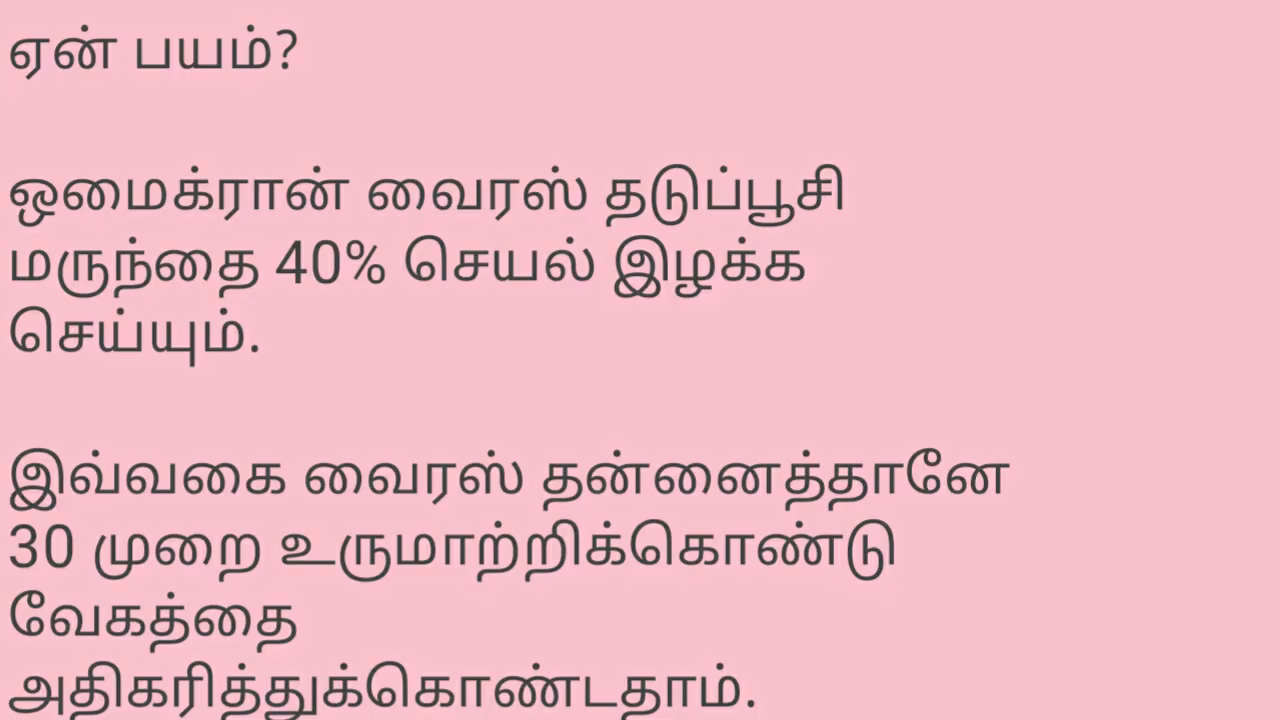 ஏன் பயம்?
ஒமைக்ரான் வைரஸ் தடுப்பூசி
மருந்தை 40% செயல் இழக்க
செய்யும்.
இவ்வகை வைரஸ் தன்னைத்தானே
30 முறை உருமாற்றிக்கொண்டு
வேகத்தை
அதிகரித்துக்கொண்டதாம்.